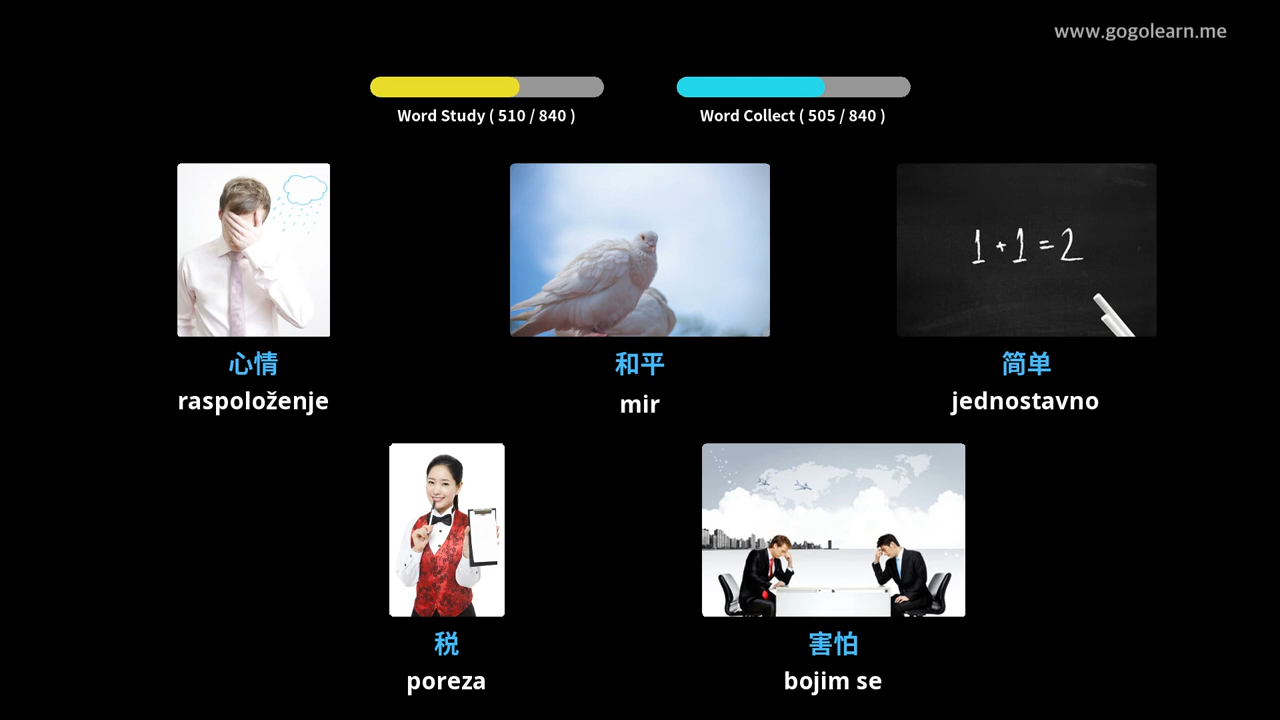 www.gogolearn.me
Word Study ( 510 / 840 )
Word Collect ( 505 / 840 )
1 + 1 = 2
心情
raspoloženje
和平
mir
简单
jednostavno
税
poreza
害怕
bojim se